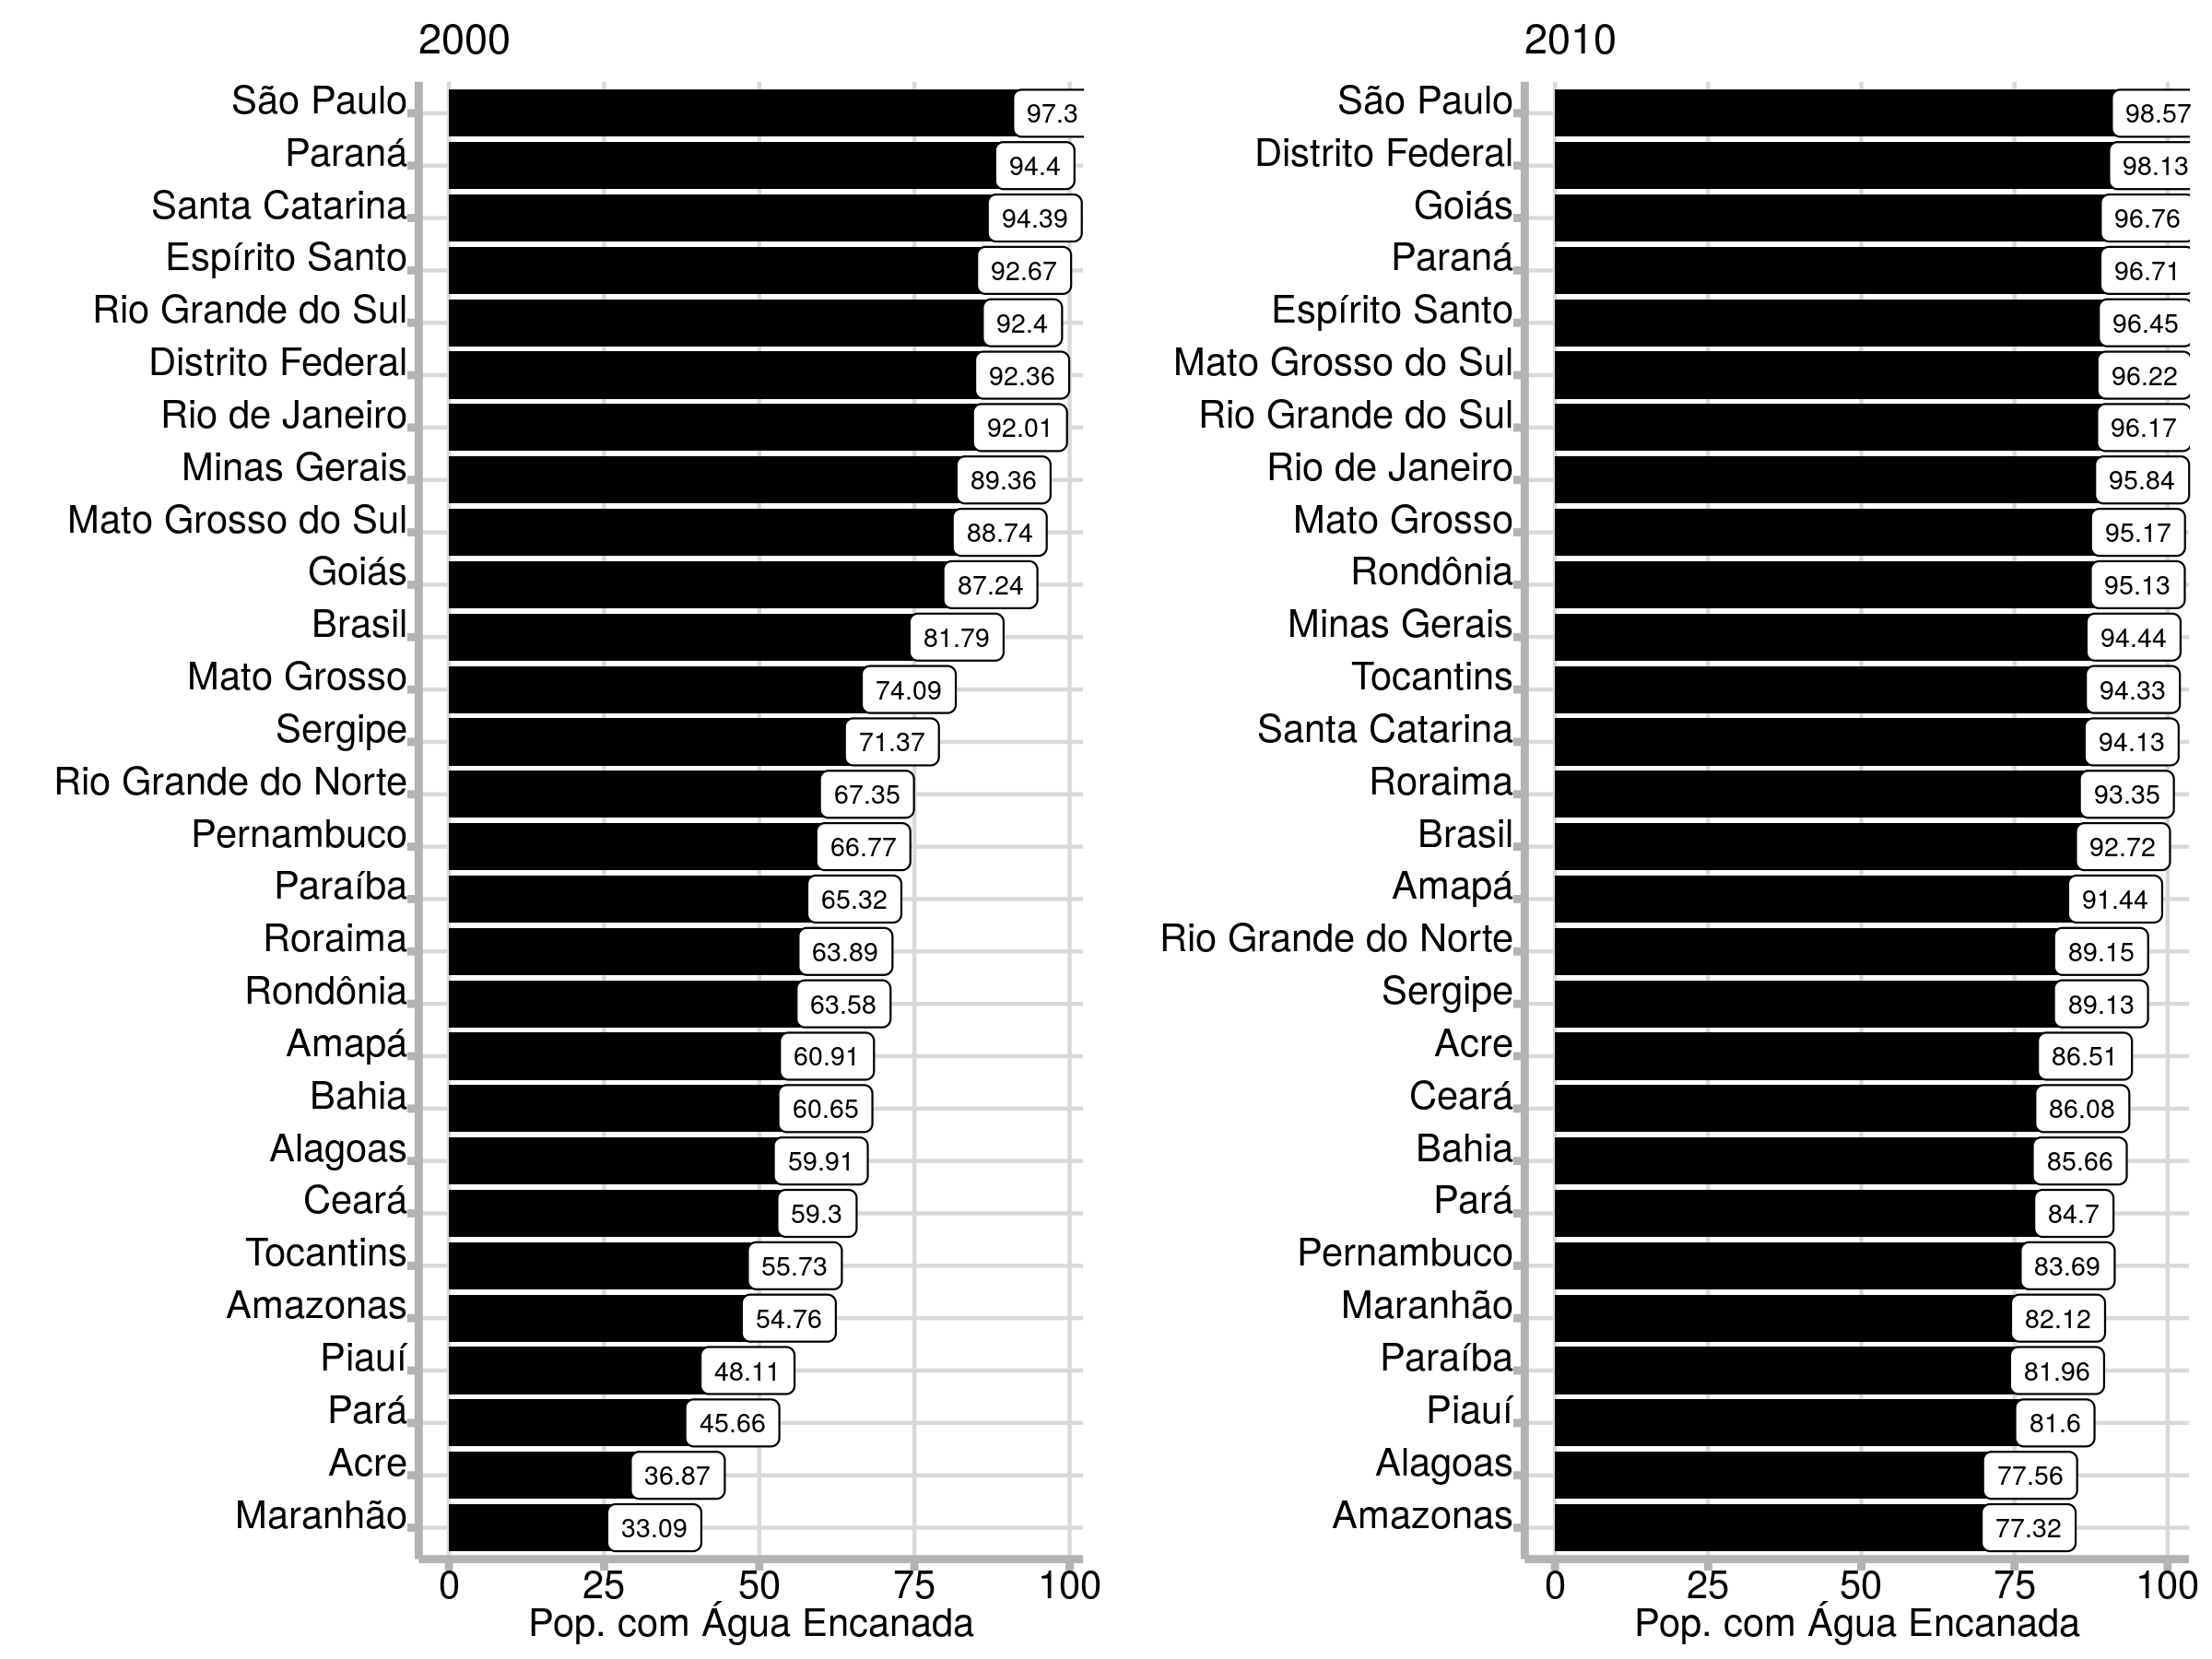 2000
São Paulo 97.3
Paraná 94.4
Santa Catarina 94.39
Espírito Santo 92.67
Rio Grande do Sul 92.4
Distrito Federal 92.36
Rio de Janeiro 92.01
Minas Gerais 89.36
Mato Grosso do Sul 88.74
Goiás 87.24
Brasil 81.79
Mato Grosso 74.09
Sergipe 71.37
Rio Grande do Norte 67.35
Pernambuco 66.77
Paraíba 65.32
Roraima 63.89
Rondônia 63.58
Amapá 60.91
Bahia 60.65
Alagoas 59.91
Ceará 59.3
Tocantins 55.73
Amazonas 54.76
Piauí 48.11
Pará 45.66
Acre 36.87
Maranhão 33.09
0 25 50 75 100
Pop. com Água Encanada
2010
São Paulo 98.57
Distrito Federal 98.13
Goiás 96.76
Paraná 96.71
Espírito Santo 96.45
Mato Grosso do Sul 96.22
Rio Grande do Sul 96.17
Rio de Janeiro 95.84
Mato Grosso 95.17
Rondônia 95.13
Minas Gerais 94.44
Tocantins 94.33
Santa Catarina 94.13
Roraima 93.35
Brasil 92.72
Amapá 91.44
Rio Grande do Norte 89.15
Sergipe 89.13
Acre 86.51
Ceará 86.08
Bahia 85.66
Pará 84.7
Pernambuco 83.69
Maranhão 82.12
Paraíba 81.96
Piauí 81.6
Alagoas 77.56
Amazonas 77.32
0 25 50 75 100
Pop. com Água Encanada